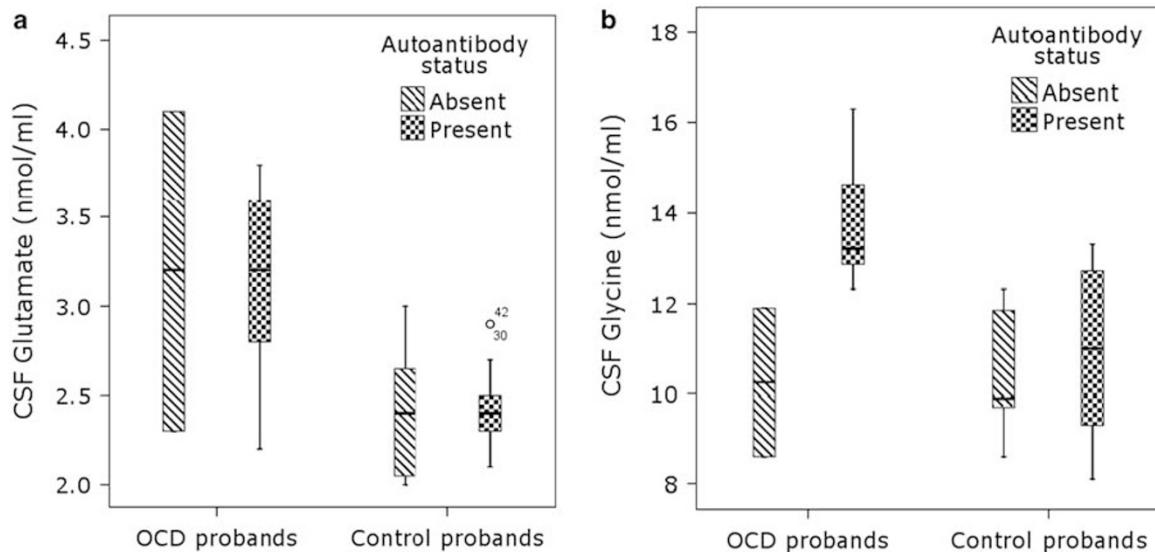 a
CSF Glutamate (nmol/ml)
4.5
4.0
3.5
3.0
2.5
2.0
Autoantibody
status
Absent
Present
42
30
OCD probands
Control probands
b
CSF Glycine (nmol/ml)
18
16
14
12
10
8
Autoantibody
status
Absent
Present
OCD probands
Control probands